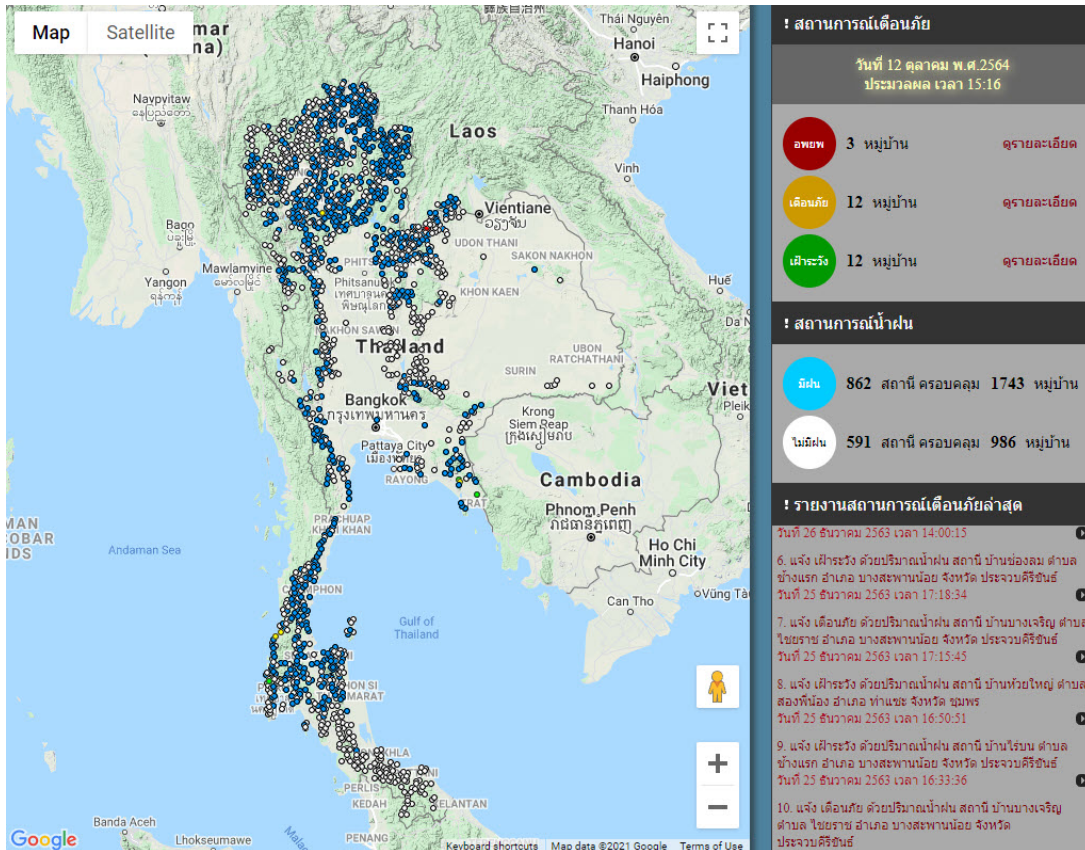 Map
Satellite
Thái Nguyên
Hanoi
Haiphong
Thanh Hóa
Navpyitaw
နေပြည်တော်
Laos
Vinh
Vientiane
ວຽງຈັນ
UDON THANI
SAKON NAKHON
Bago
Yangon
ရန်ကုန်
Mawlamyine
Phitsanulok
พิษณุโลก
KHON KAEN
Huế
Thailand
UBON
RATCHATHANI
SURIN
Bangkok
กรุงเทพมหานคร
Krong
Siem Reap
Pattaya City
RAYONG
TRAT
Cambodia
Phnom Penh
រាជធានីភ្នំពេញ
PRACHUAP
KHIRI KHAN
Andaman Sea
Ho Chi
Minh City
Can Tho
Gulf of
Thailand
PERLIS
KEDAH
KELANTAN
PENANG
Banda Aceh
Lhokseumawe
Google
Keyboard shortcuts
Map data ©2021 Google
Terms of Use
! สถานการณ์เตือนภัย
วันที่ 12 ตุลาคม พ.ศ.2564
ประมวลผล เวลา 15:16
อพยพ 3 หมู่บ้าน ดูรายละเอียด
เตือนภัย 12 หมู่บ้าน ดูรายละเอียด
เฝ้าระวัง 12 หมู่บ้าน ดูรายละเอียด
! สถานการณ์น้ำฝน
มีฝน 862 สถานี ครอบคลุม 1743 หมู่บ้าน
ไม่มีฝน 591 สถานี ครอบคลุม 986 หมู่บ้าน
! รายงานสถานการณ์เตือนภัยล่าสุด
วันที่ 26 ธันวาคม 2563 เวลา 14:00:15
6. แจ้ง เฝ้าระวัง ด้วยปริมาณน้ำฝน สถานี บ้านช่องลม ตำบล
ช้างแรก อำเภอ บางสะพานน้อย จังหวัด ประจวบคีรีขันธ์
วันที่ 25 ธันวาคม 2563 เวลา 17:18:34
7. แจ้ง เตือนภัย ด้วยปริมาณน้ำฝน สถานี บ้านบางเจริญ ตำบล
ไชยราช อำเภอ บางสะพานน้อย จังหวัด ประจวบคีรีขันธ์
วันที่ 25 ธันวาคม 2563 เวลา 17:15:45
8. แจ้ง เฝ้าระวัง ด้วยปริมาณน้ำฝน สถานี บ้านห้วยใหญ่ ตำบล
สองพี่น้อง อำเภอ ท่าแซะ จังหวัด ชุมพร
วันที่ 25 ธันวาคม 2563 เวลา 16:50:51
9. แจ้ง เฝ้าระวัง ด้วยปริมาณน้ำฝน สถานี บ้านไร่บน ตำบล
ช้างแรก อำเภอ บางสะพานน้อย จังหวัด ประจวบคีรีขันธ์
วันที่ 25 ธันวาคม 2563 เวลา 16:33:36
10. แจ้ง เตือนภัย ด้วยปริมาณน้ำฝน สถานี บ้านบางเจริญ
ตำบล ไชยราช อำเภอ บางสะพานน้อย จังหวัด
ประจวบคีรีขันธ์